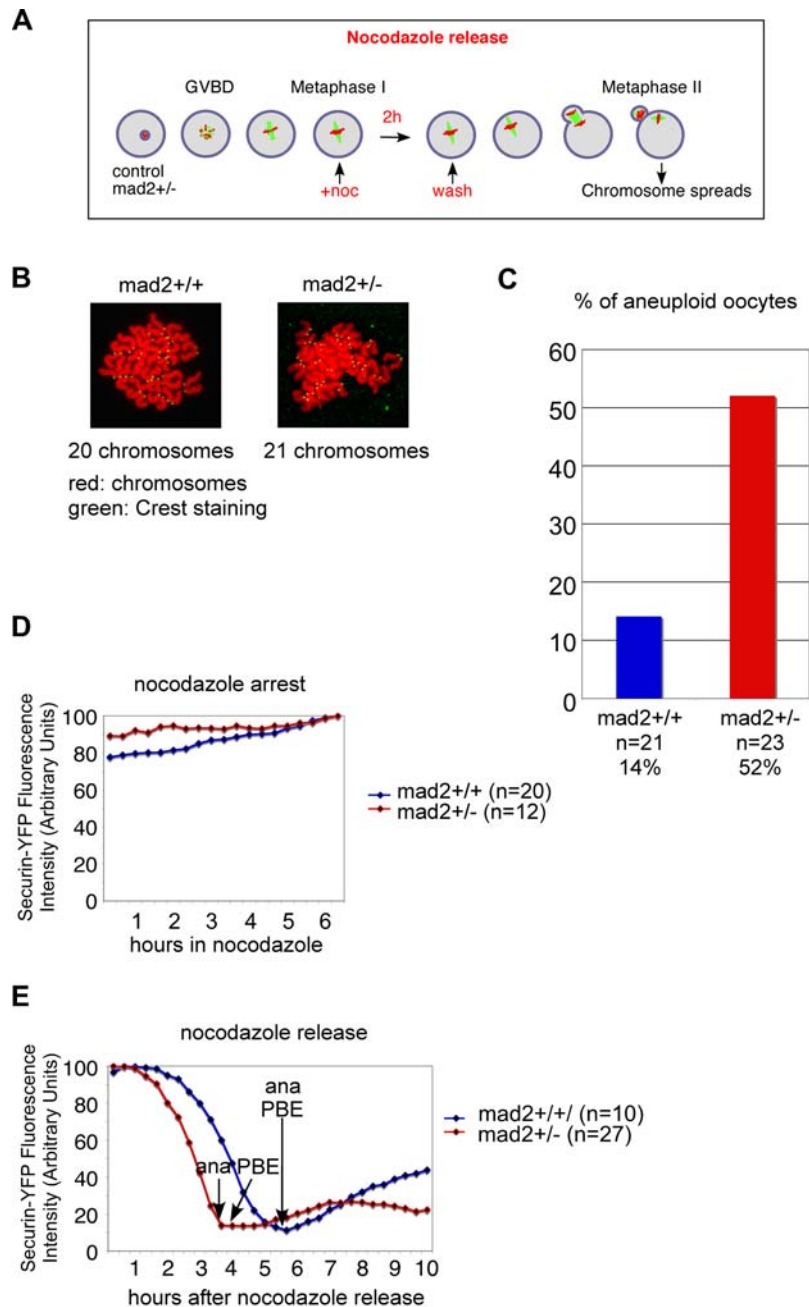 A
Nocodazole release
GVBD
Metaphase I
Metaphase II
2h
control
mad2+/-
+noc
wash
Chromosome spreads
B
mad2+/+
mad2+/-
20 chromosomes
21 chromosomes
red: chromosomes
green: Crest staining
C
% of aneuploid oocytes
60
50
40
30
20
10
0
mad2+/+
n=21
14%
mad2+/-
n=23
52%
D
nocodazole arrest
Securin-YFP Fluorescence
Intensity (Arbitrary Units)
100
80
60
40
20
0
1 2 3 4 5 6
hours in nocodazole
mad2+/+ (n=20)
mad2+/- (n=12)
E
nocodazole release
Securin-YFP Fluorescence
Intensity (Arbitrary Units)
100
80
60
40
20
0
ana
PBE
ana PBE
1 2 3 4 5 6 7 8 9 10
hours after nocodazole release
mad2+/+/ (n=10)
mad2+/- (n=27)